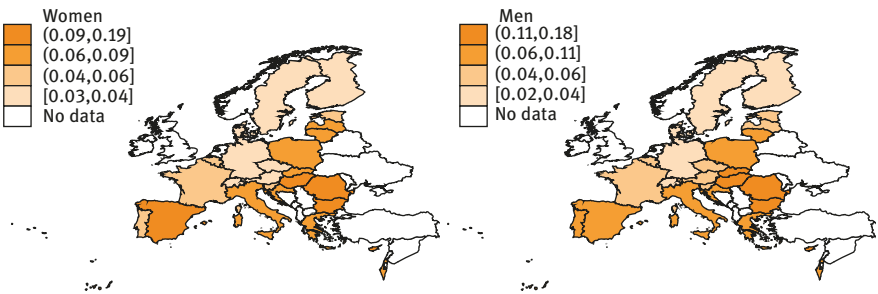 Women
(0.09,0.19]
(0.06,0.09]
(0.04,0.06]
[0.03,0.04]
No data
Men
(0.11,0.18]
(0.06,0.11]
(0.04,0.06]
[0.02,0.04]
No data